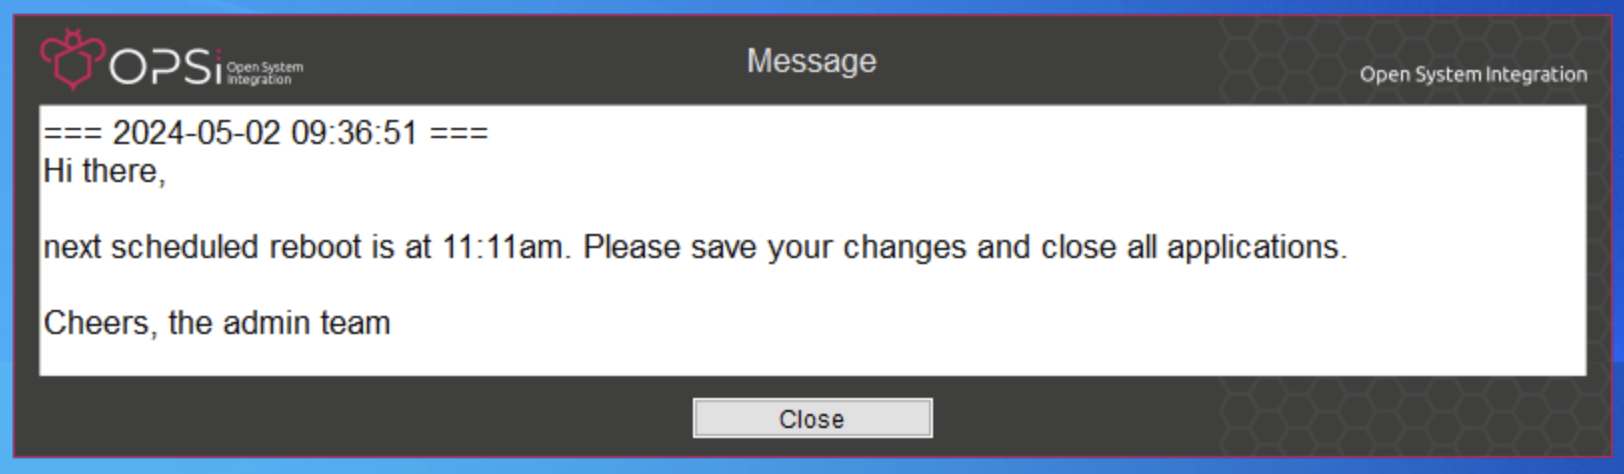 OPSi Open System
Integration
Message
Open System Integration
=== 2024-05-02 09:36:51 ===
Hi there,
next scheduled reboot is at 11:11am. Please save your changes and close all applications.
Cheers, the admin team
Close